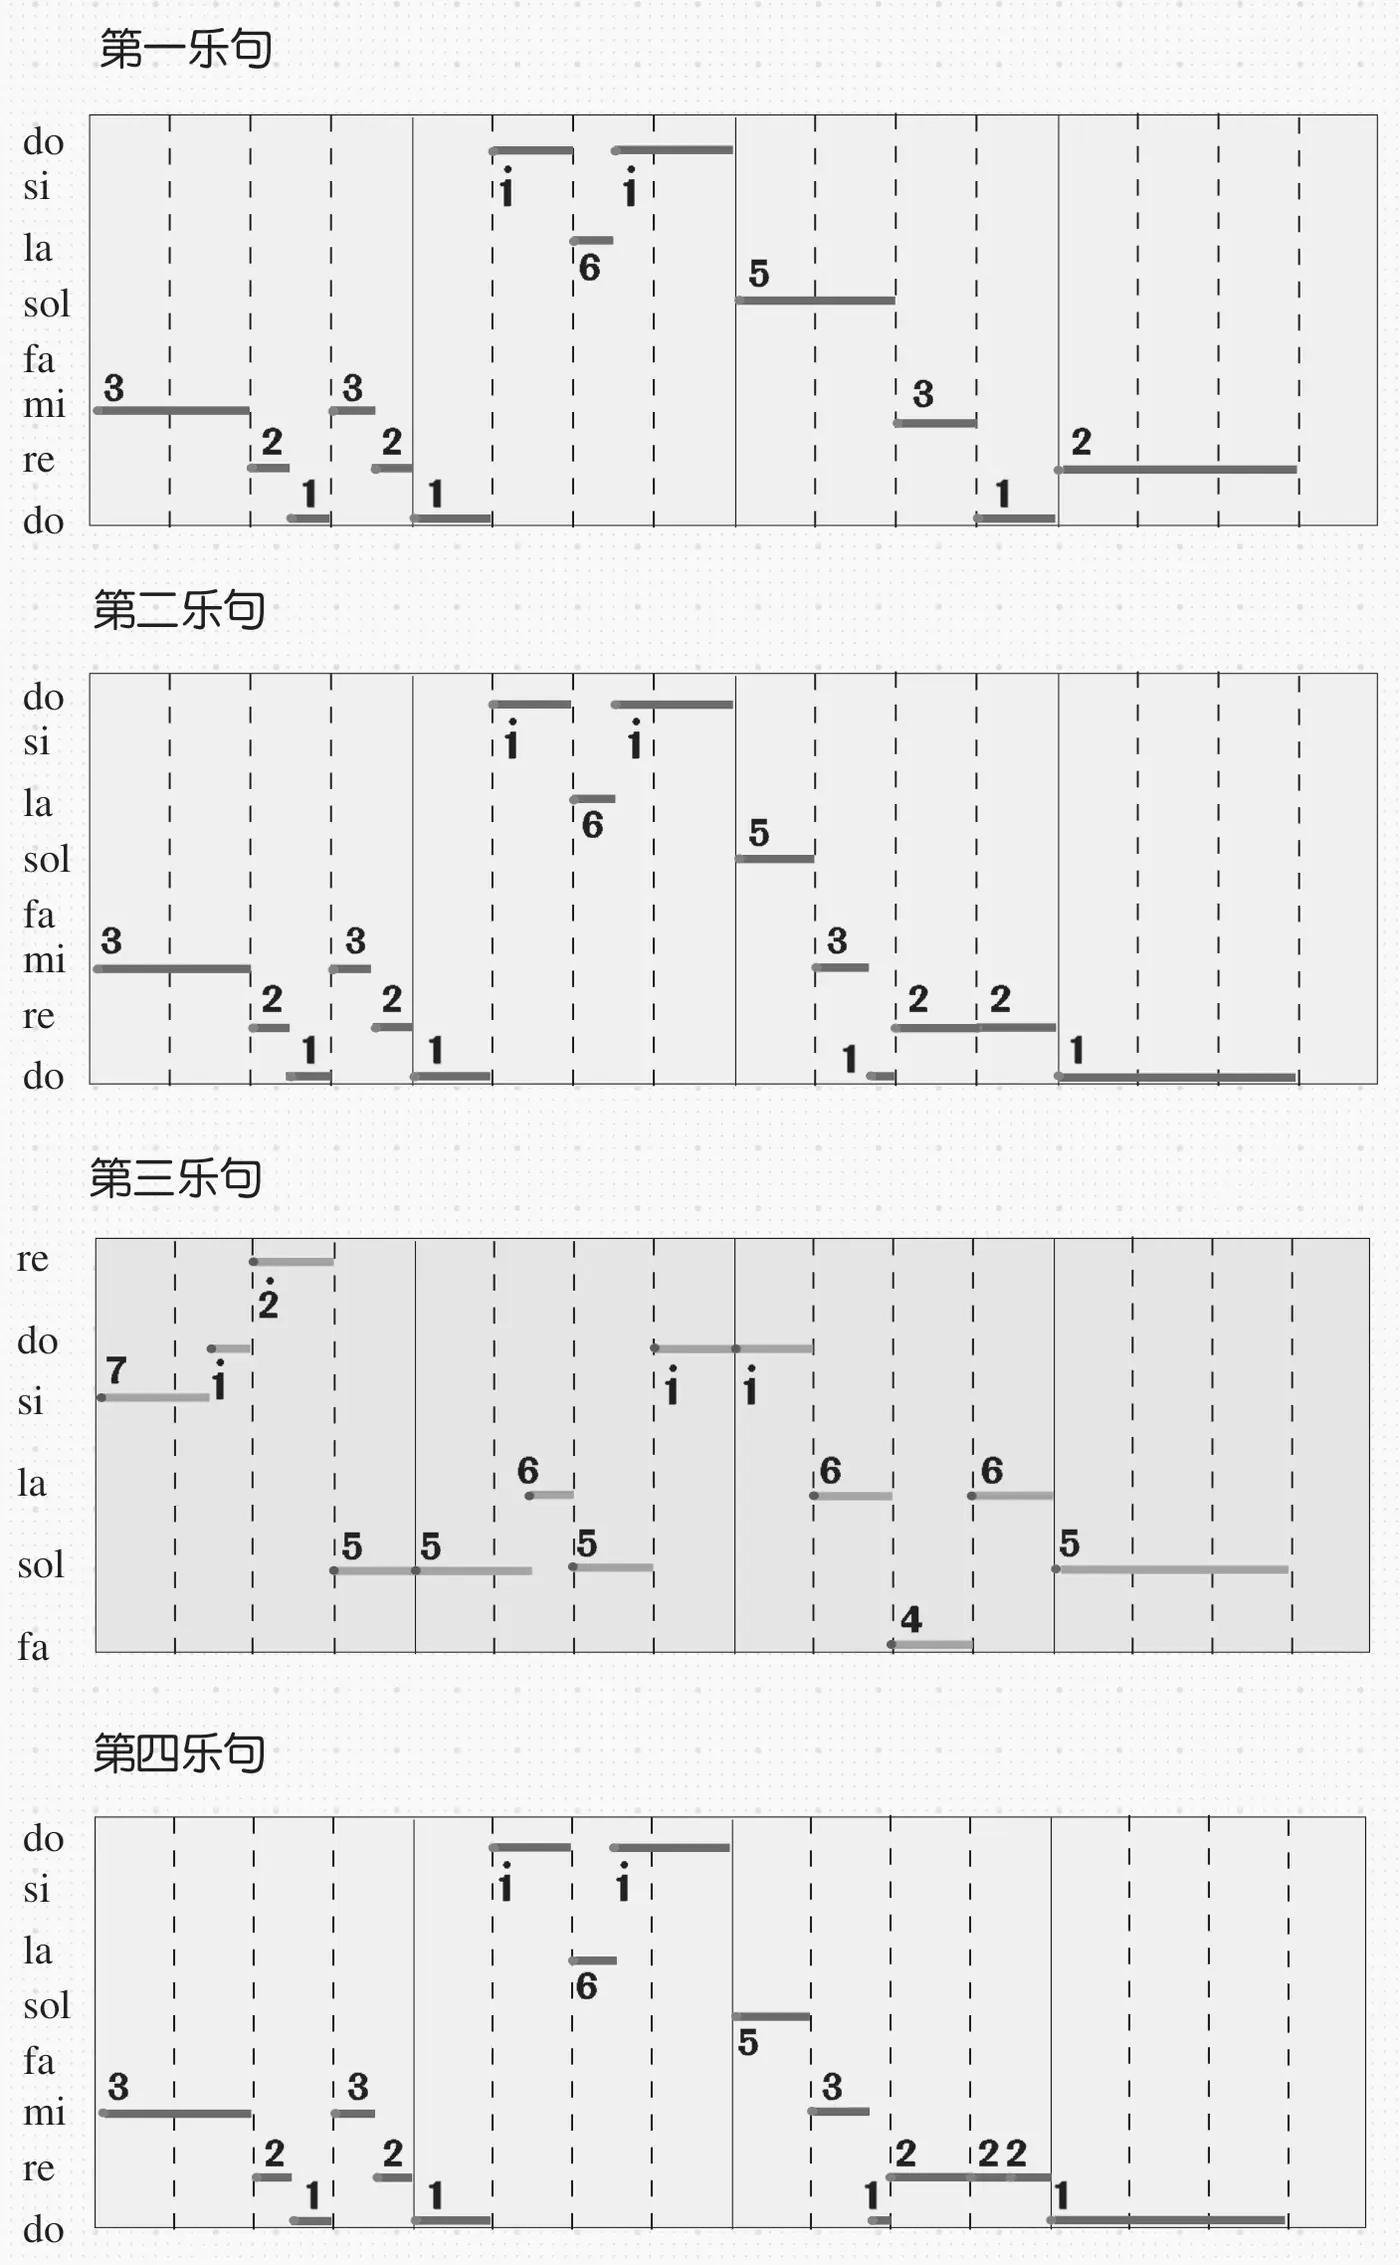 第一乐句
do
i i
si
la
6
5
sol
fa
3 3 3
mi
2 2 2
re
1 1 1
do
第二乐句
do
i i
si
la
6
5
sol
fa
3 3 3
mi
2 2 2 2
re
1 1 1 1
do
第三乐句
re
2̇
do
7 i i i
si
6 6 6
la
5 5 5 5
sol
4
fa
第四乐句
do
i i
si
la
6
sol
5
fa
3 3 3
mi
2 2 2 2 2
re
1 1 1 1
do